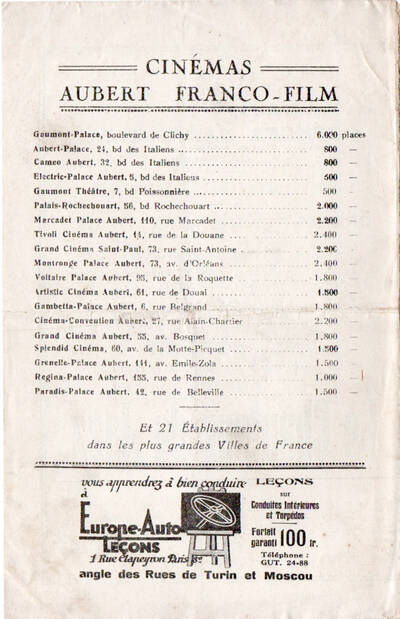 CINÉMAS
AUBERT FRANCO-FILM
Gaumont-Palace, boulevard de Clichy ........ 6.000 places
Aubert-Palace, 24, bd des Italiens ........ 800 —
Cameo Aubert, 32, bd des Italiens ........ 800 —
Electric-Palace Aubert, 5, bd des Italiens ........ 500 —
Gaumont Théâtre, 7, bd Poissonnière ........ 500 —
Palais-Rochechouart, 56, bd Rochechouart ........ 2.000 —
Marcadet Palace Aubert, 110, rue Marcadet ........ 2.200 —
Tivoli Cinéma Aubert, 14, rue de la Douane ........ 2.400 —
Grand Cinéma Saint-Paul, 73, rue Saint-Antoine ........ 2.200 —
Montrouge Palace Aubert, 73, av. d'Orléans ........ 2.400 —
Voltaire Palace Aubert, 95, rue de la Roquette ........ 1.800 —
Artistic Cinéma Aubert, 61, rue de Douai ........ 1.500 —
Gambetta-Palace Aubert, 6, rue Belgrand ........ 1.800 —
Cinéma-Convention Aubert, 27, rue Alain-Chartier ........ 2.200 —
Grand Cinéma Aubert, 55, av. Bosquet ........ 1.800 —
Splendid Cinéma, 60, av. de la Motte-Picquet ........ 1.500 —
Grenelle-Palace Aubert, 141, av. Emile-Zola ........ 1.500 —
Regina-Palace Aubert, 155, rue de Rennes ........ 1.000 —
Paradis-Palace Aubert, 42, rue de Belleville ........ 1.500 —
Et 21 Établissements
dans les plus grandes Villes de France
vous apprendrez à bien conduire
à
Europe-Auto
LEÇONS
1 Rue Clapeyron Paris 8e
angle des Rues de Turin et Moscou
LEÇONS
sur
Conduites Intérieures
et Torpédos
Forfait
garanti 100 fr.
Téléphone :
GUT. 24-88